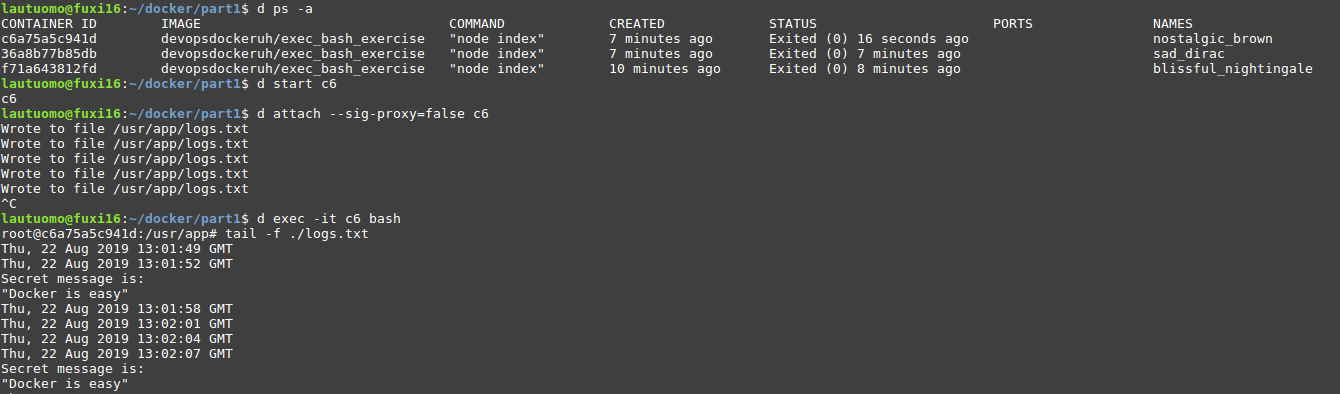 lautuomo@fuxi16:~/docker/part1$ d ps -a
CONTAINER ID        IMAGE                               COMMAND             CREATED             STATUS                      PORTS               NAMES
c6a75a5c941d        devopsdockeruh/exec_bash_exercise   "node index"        7 minutes ago       Exited (0) 16 seconds ago                       nostalgic_brown
36a8b77b85db        devopsdockeruh/exec_bash_exercise   "node index"        7 minutes ago       Exited (0) 7 minutes ago                        sad_dirac
f71a643812fd        devopsdockeruh/exec_bash_exercise   "node index"        10 minutes ago      Exited (0) 8 minutes ago                        blissful_nightingale
lautuomo@fuxi16:~/docker/part1$ d start c6
c6
lautuomo@fuxi16:~/docker/part1$ d attach --sig-proxy=false c6
Wrote to file /usr/app/logs.txt
Wrote to file /usr/app/logs.txt
Wrote to file /usr/app/logs.txt
Wrote to file /usr/app/logs.txt
Wrote to file /usr/app/logs.txt
^C
lautuomo@fuxi16:~/docker/part1$ d exec -it c6 bash
root@c6a75a5c941d:/usr/app# tail -f ./logs.txt
Thu, 22 Aug 2019 13:01:49 GMT
Thu, 22 Aug 2019 13:01:52 GMT
Secret message is:
"Docker is easy"
Thu, 22 Aug 2019 13:01:58 GMT
Thu, 22 Aug 2019 13:02:01 GMT
Thu, 22 Aug 2019 13:02:04 GMT
Thu, 22 Aug 2019 13:02:07 GMT
Secret message is:
"Docker is easy"